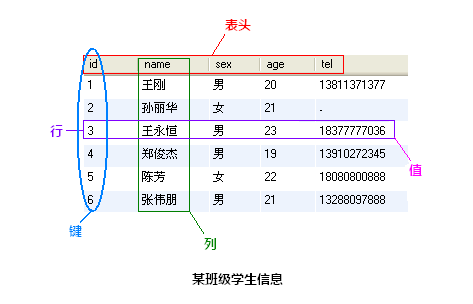 表头
id name sex age tel
1 王刚 男 20 13811371377
2 孙丽华 女 21 -
行 3 王永恒 男 23 18377777036
4 郑俊杰 男 19 13910272345
值
5 陈芳 女 22 18080800888
6 张伟朋 男 21 13288097888
键
列
某班级学生信息